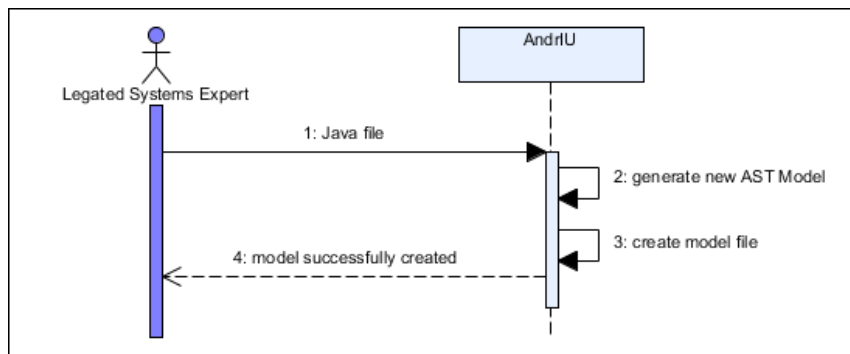 AndrIU
Legated Systems Expert
1: Java file
2: generate new AST Model
3: create model file
4: model successfully created